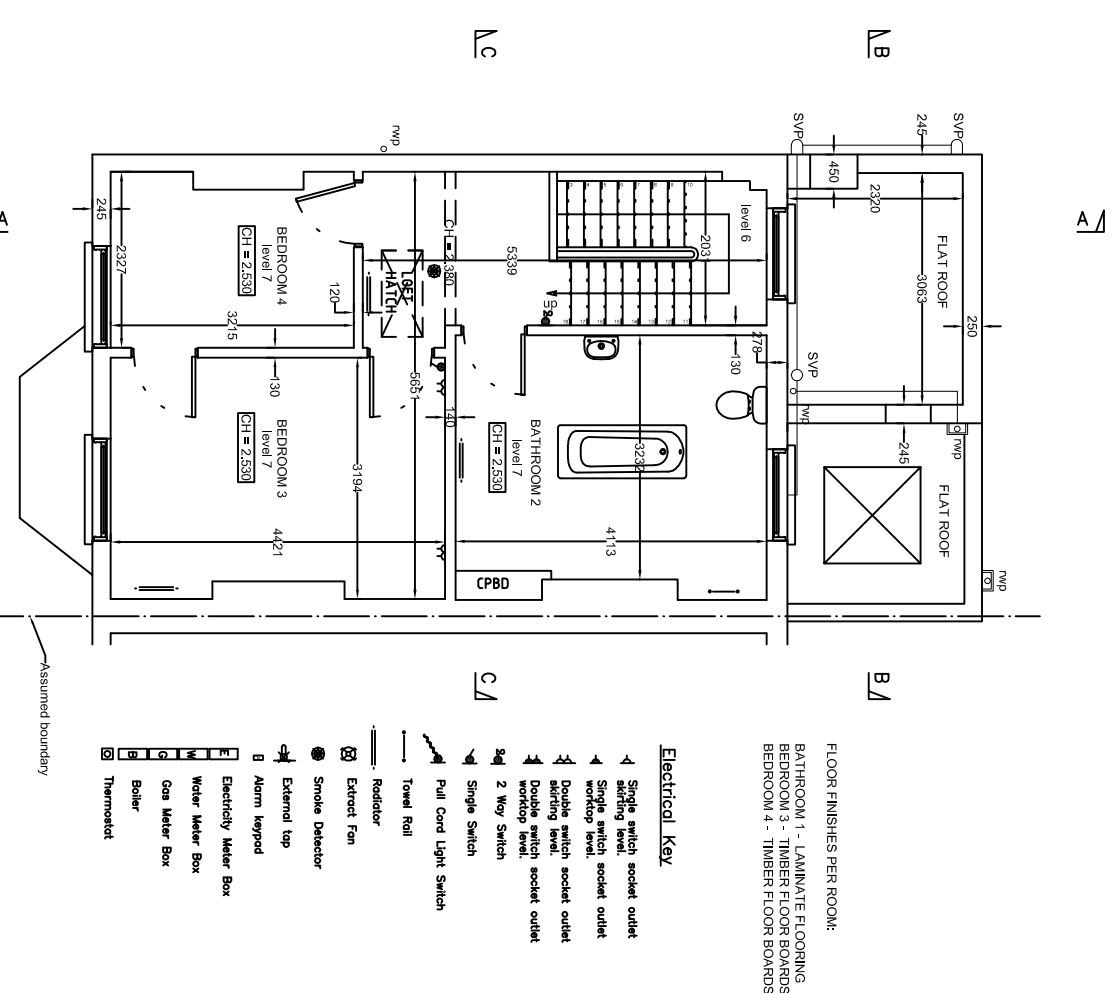 C
B
A
rwp
SVP
245
SVP
450
2320
FLAT ROOF
3063
250
level 6
2031
5339
CH = 2.380
LOFT
HATCH
BEDROOM 4
level 7
CH = 2.530
245
2327
3215
120
A
130
5651
140
278
130
SVP
rwp
rwp
245
FLAT ROOF
rwp
BEDROOM 3
level 7
CH = 2.530
3194
4421
BATHROOM 2
level 7
CH = 2.530
3232
4113
CPBD
Assumed boundary
C
B
FLOOR FINISHES PER ROOM:
BATHROOM 1 - LAMINATE FLOORING
BEDROOM 3 - TIMBER FLOOR BOARDS
BEDROOM 4 - TIMBER FLOOR BOARDS
Electrical Key
Single switch socket outlet
skirting level.
Single switch socket outlet
worktop level.
Double switch socket outlet
skirting level.
Double switch socket outlet
worktop level.
2 Way Switch
Single Switch
Pull Cord Light Switch
Towel Rail
Radiator
Extract Fan
Smoke Detector
External tap
Alarm keypad
E Electricity Meter Box
W Water Meter Box
G Gas Meter Box
B Boiler
Thermostat